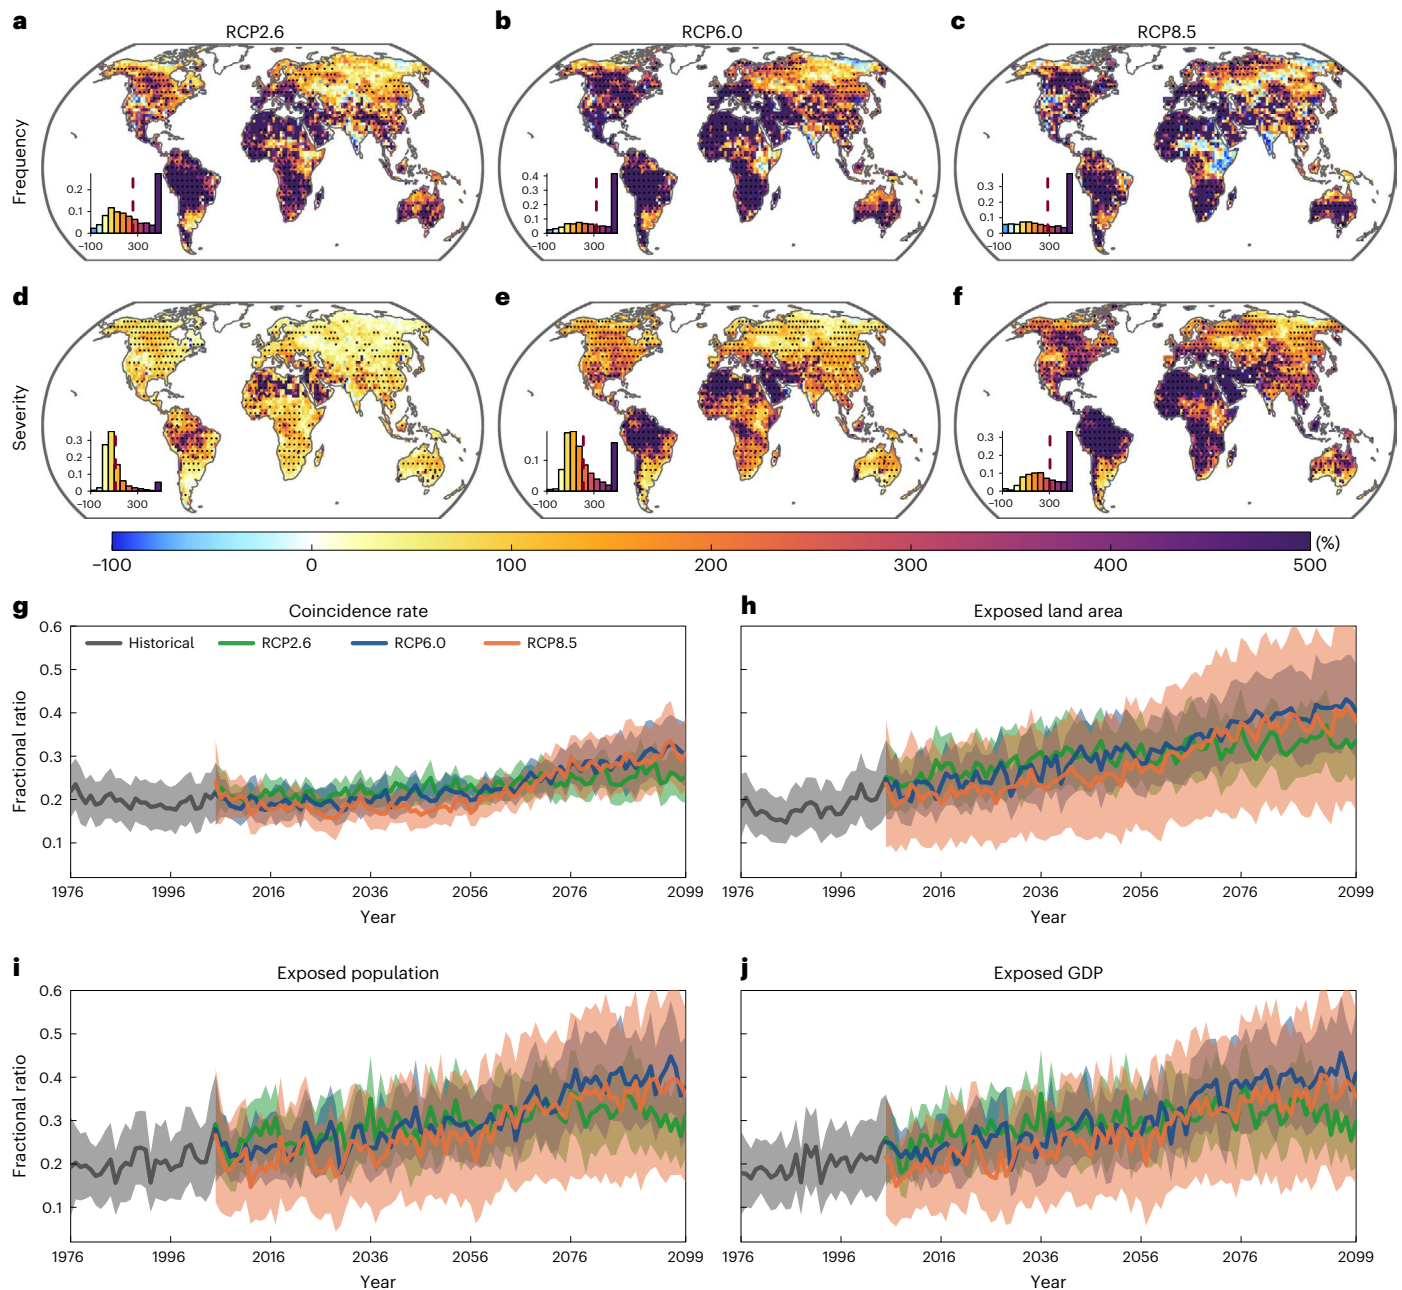 a
b
c
RCP2.6
RCP6.0
RCP8.5
Frequency
0.2
0.1
0
−100
300
0.4
0.3
0.2
0.1
0
−100
300
0.3
0.2
0.1
0
−100
300
d
e
f
Severity
0.3
0.2
0.1
0
−100
300
0.1
0
−100
300
0.3
0.2
0.1
0
−100
300
(%)
−100
0
100
200
300
400
500
g
Coincidence rate
Historical
RCP2.6
RCP6.0
RCP8.5
Fractional ratio
0.6
0.5
0.4
0.3
0.2
0.1
1976
1996
2016
2036
2056
2076
2099
Year
h
Exposed land area
1976
1996
2016
2036
2056
2076
2099
Year
i
Exposed population
Fractional ratio
0.6
0.5
0.4
0.3
0.2
0.1
1976
1996
2016
2036
2056
2076
2099
Year
j
Exposed GDP
1976
1996
2016
2036
2056
2076
2099
Year